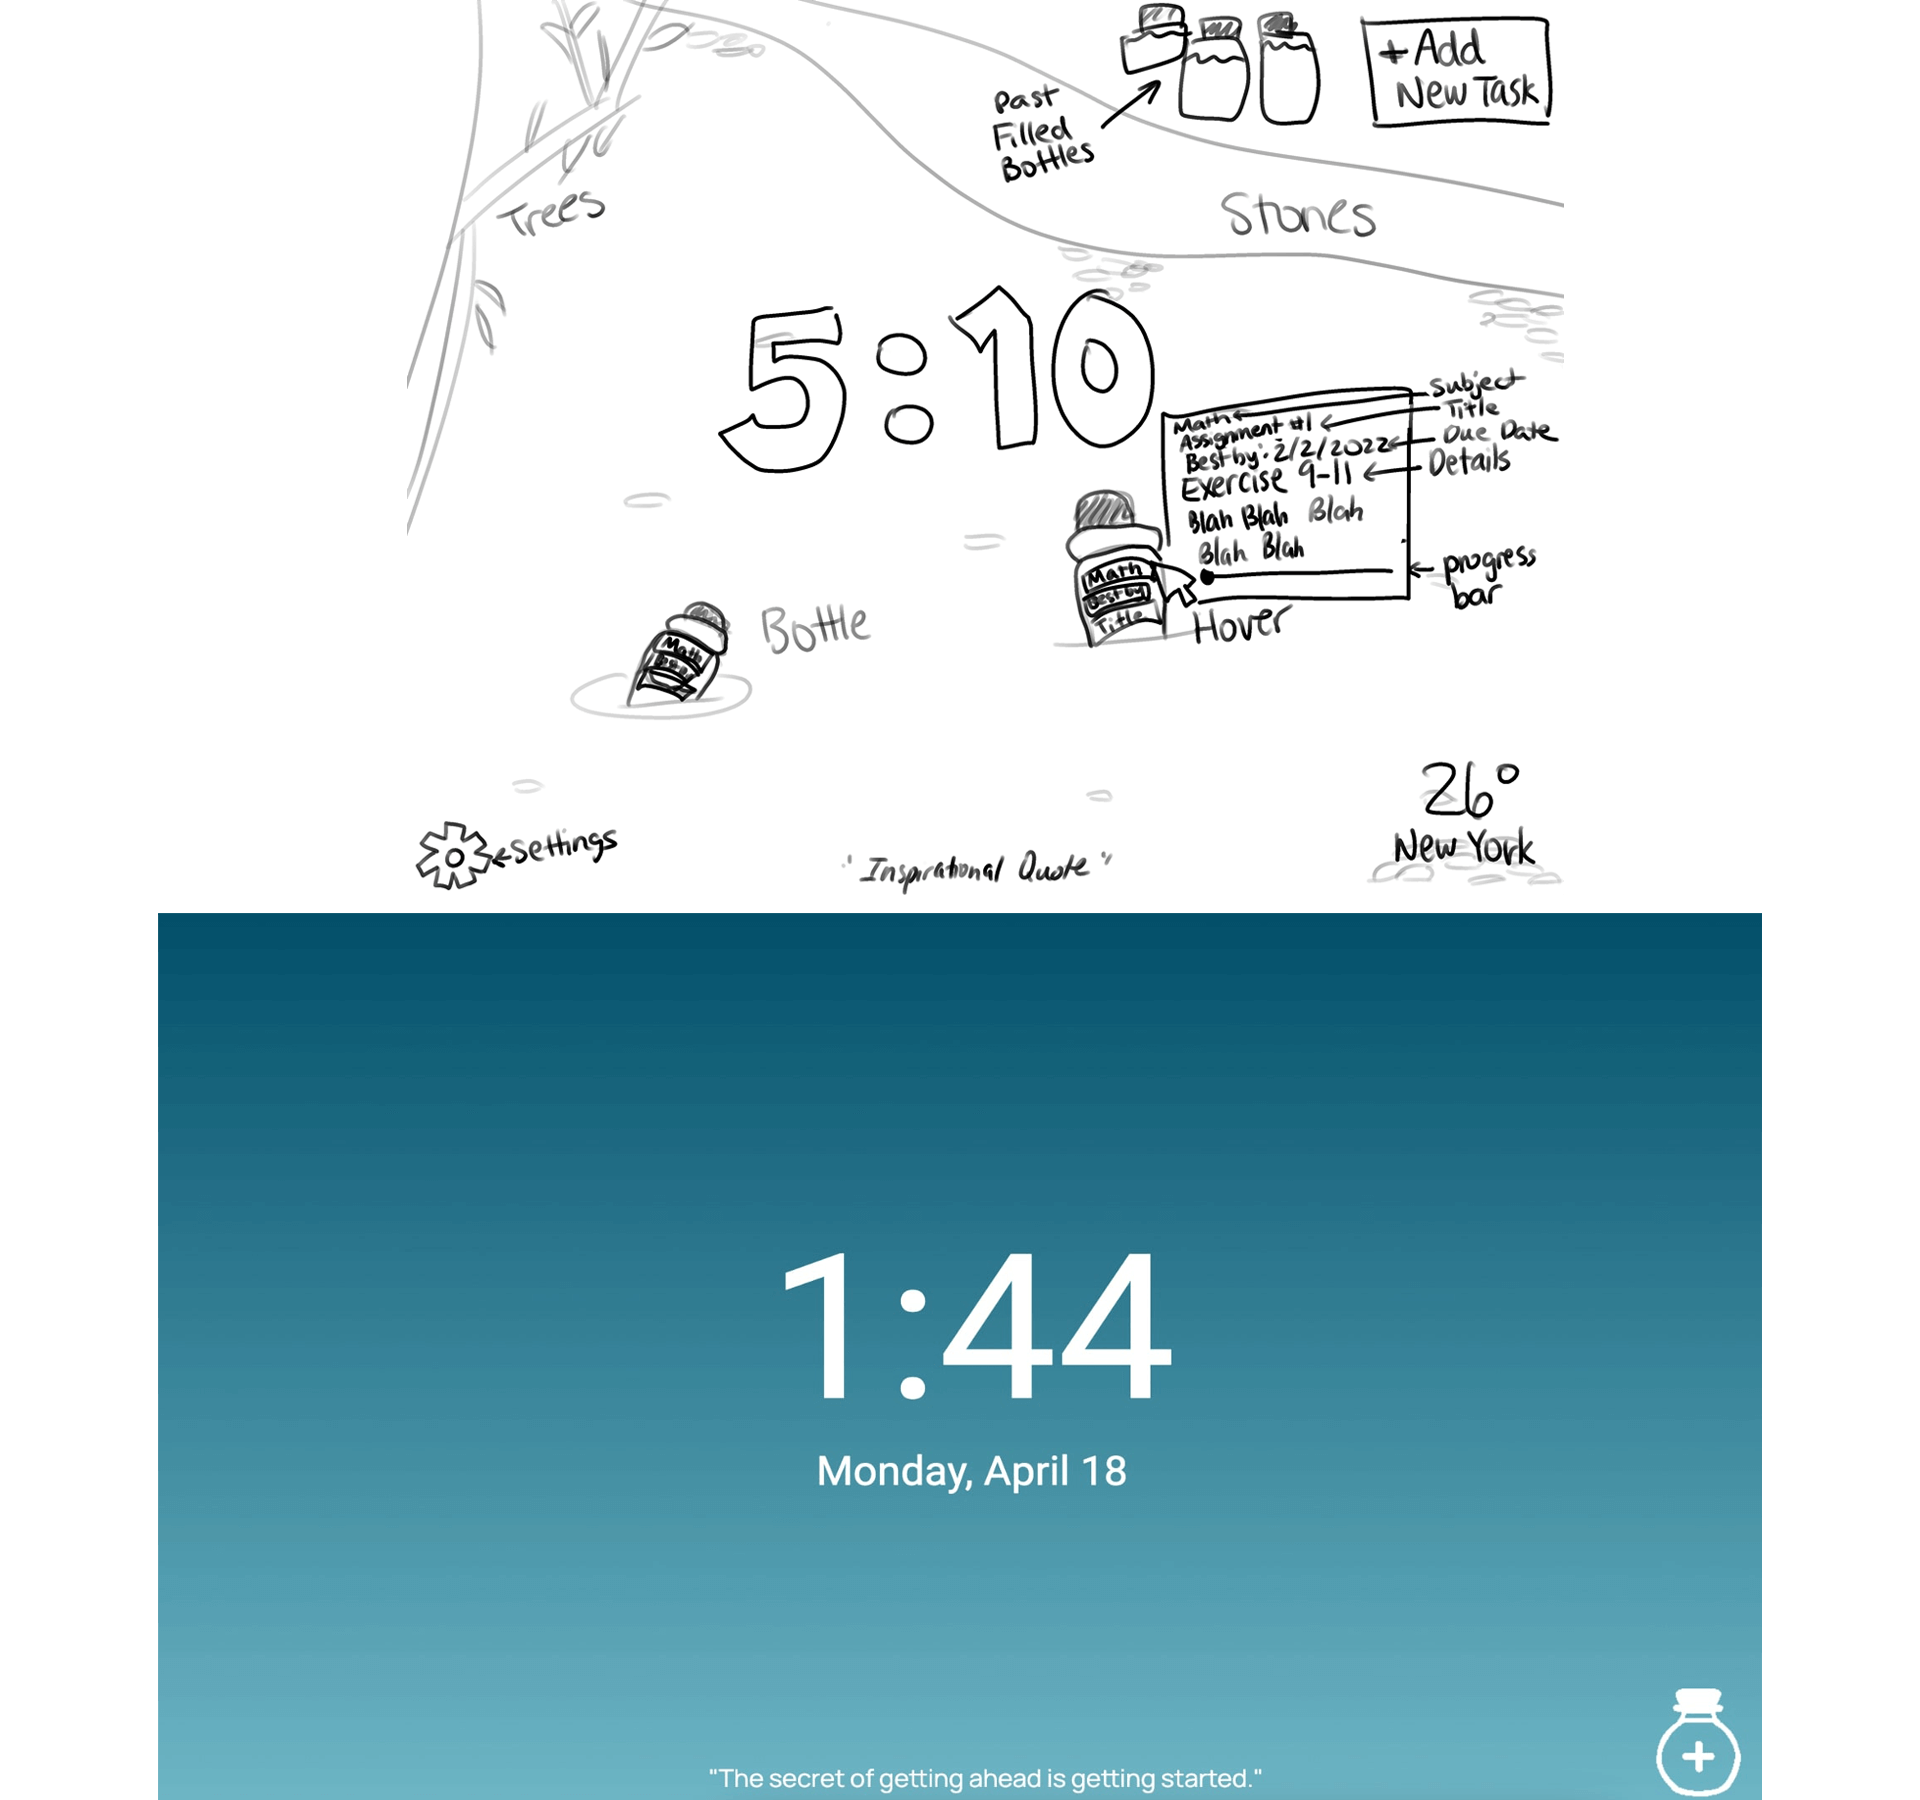 + Add
New Task
Past
Filled
Bottles
Trees
Stones
5:10
Subject
Title
Due Date
Details
Math
Assignment #1
Best by: 2/2/2022
Exercise 9-11
Blah Blah Blah
Blah Blah
progress
bar
Math
Best by
Title
Hover
Bottle
Math
26°
New York
Settings
"Inspirational Quote"
1:44
Monday, April 18
"The secret of getting ahead is getting started."
+